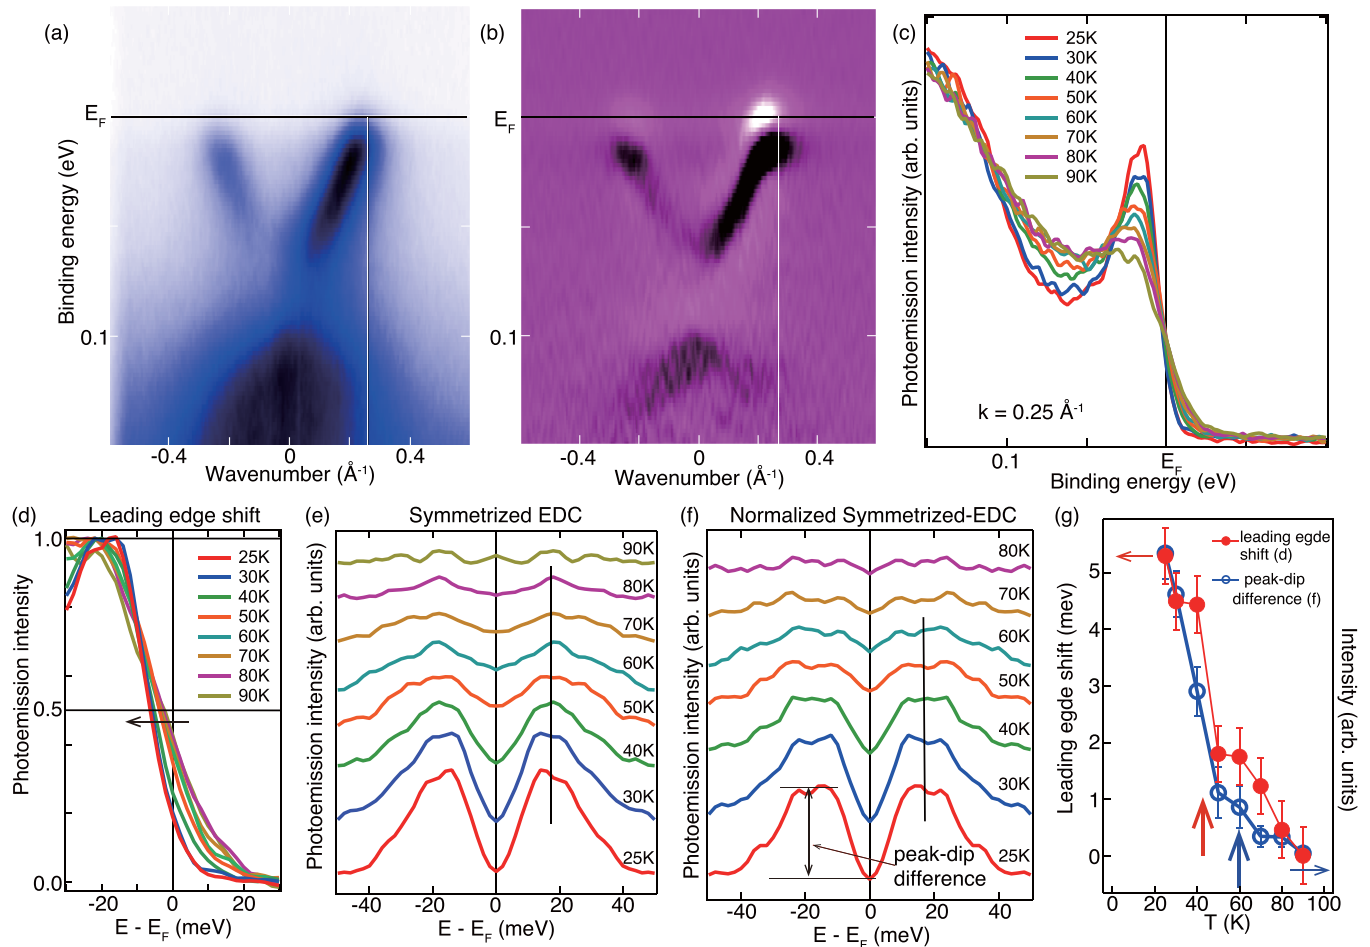 (a)
E_F
Binding energy (eV)
0.1
-0.4
0
0.4
Wavenumber (Å⁻¹)
(b)
E_F
0.1
-0.4
0
0.4
Wavenumber (Å⁻¹)
(c)
Photoemission intensity (arb. units)
25K
30K
40K
50K
60K
70K
80K
90K
k = 0.25 Å⁻¹
0.1
E_F
Binding energy (eV)
(d)
Leading edge shift
Photoemission intensity
1.0
0.5
0.0
25K
30K
40K
50K
60K
70K
80K
90K
-20
0
20
E - E_F (meV)
(e)
Symmetrized EDC
Photoemission intensity (arb. units)
90K
80K
70K
60K
50K
40K
30K
25K
-40
-20
0
20
40
E - E_F (meV)
(f)
Normalized Symmetrized-EDC
Photoemission intensity (arb. units)
80K
70K
60K
50K
40K
30K
25K
peak-dip
difference
-40
-20
0
20
40
E - E_F (meV)
(g)
leading egde
shift (d)
peak-dip
difference (f)
Leading egde shift (mev)
5
4
3
2
1
0
Intensity (arb. units)
0
20
40
60
80
100
T (K)